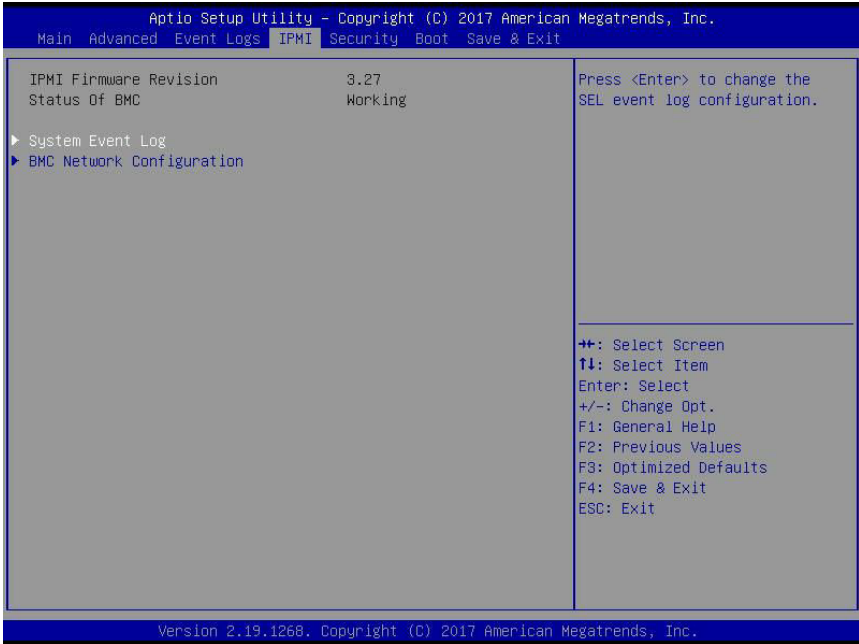 Aptio Setup Utility – Copyright (C) 2017 American Megatrends, Inc.
Main Advanced Event Logs IPMI Security Boot Save & Exit
IPMI Firmware Revision 3.27
Status Of BMC Working
System Event Log
BMC Network Configuration
Press <Enter> to change the
SEL event log configuration.
→←: Select Screen
↑↓: Select Item
Enter: Select
+/-: Change Opt.
F1: General Help
F2: Previous Values
F3: Optimized Defaults
F4: Save & Exit
ESC: Exit
Version 2.19.1268. Copyright (C) 2017 American Megatrends, Inc.